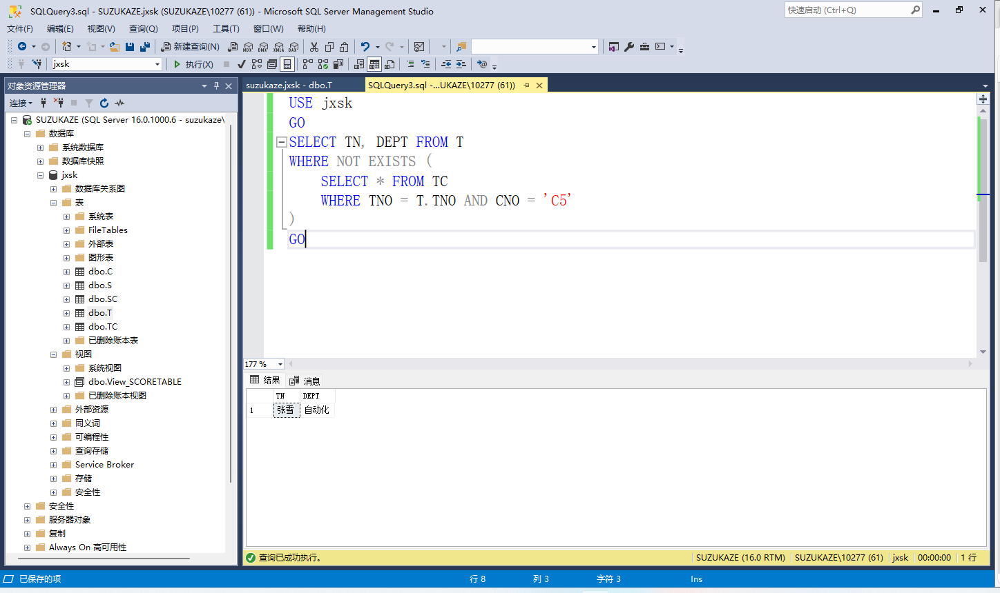 SQLQuery3.sql - SUZUKAZE.jxsk (SUZUKAZE\10277 (61)) - Microsoft SQL Server Management Studio
快速启动 (Ctrl+Q)
文件(F) 编辑(E) 视图(V) 查询(Q) 项目(P) 工具(T) 窗口(W) 帮助(H)
新建查询(N) MDX DMX XMLA DAX
jxsk 执行(X)
对象资源管理器
连接
SUZUKAZE (SQL Server 16.0.1000.6 - suzukaze\
数据库
系统数据库
数据库快照
jxsk
数据库关系图
表
系统表
FileTables
外部表
图形表
dbo.C
dbo.S
dbo.SC
dbo.T
dbo.TC
已删除账本表
视图
系统视图
dbo.View_SCORETABLE
已删除账本视图
外部资源
同义词
可编程性
查询存储
Service Broker
存储
安全性
安全性
服务器对象
复制
Always On 高可用性
suzukaze.jxsk - dbo.T
SQLQuery3.sql -...UKAZE\10277 (61))
USE jxsk
GO
SELECT TN, DEPT FROM T
WHERE NOT EXISTS (
SELECT * FROM TC
WHERE TNO = T.TNO AND CNO = 'C5'
)
GO
177 %
结果 消息
TN DEPT
1 张雪 自动化
查询已成功执行。
SUZUKAZE (16.0 RTM) SUZUKAZE\10277 (61) jxsk 00:00:00 1 行
已保存的项 行 8 列 3 字符 3 Ins